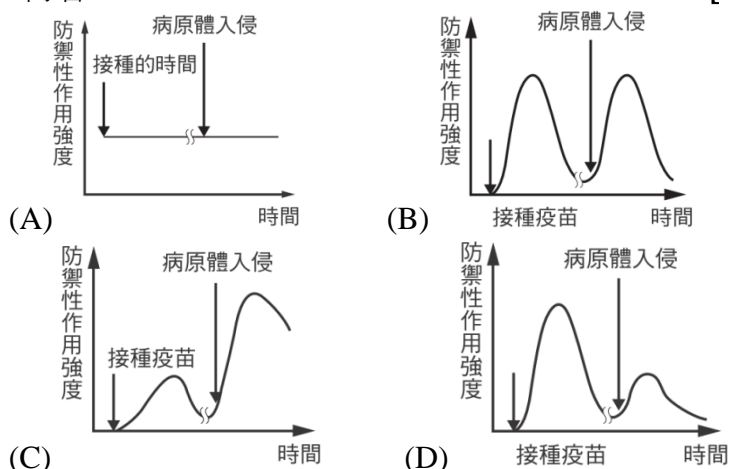 防禦性作用強度
病原體入侵
接種的時間
時間
(A)
防禦性作用強度
病原體入侵
接種疫苗
時間
(B)
防禦性作用強度
病原體入侵
接種疫苗
時間
(C)
防禦性作用強度
病原體入侵
接種疫苗
時間
(D)